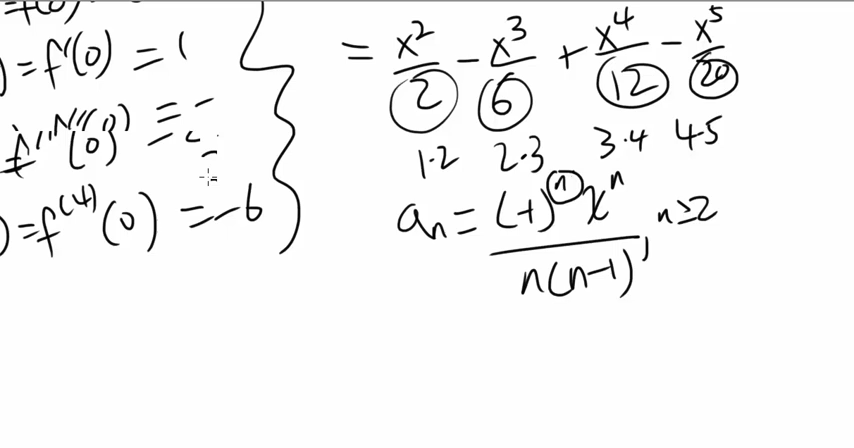 =f(0)
) = f'(0) = 1
= x²/2 - x³/6 + x⁴/12 - x⁵/20
1·2 2·3 3·4 4·5
(0) =
) = f⁽⁴⁾(0) = -6
aₙ = (-1)ⁿ xⁿ / n(n-1) , n≥2